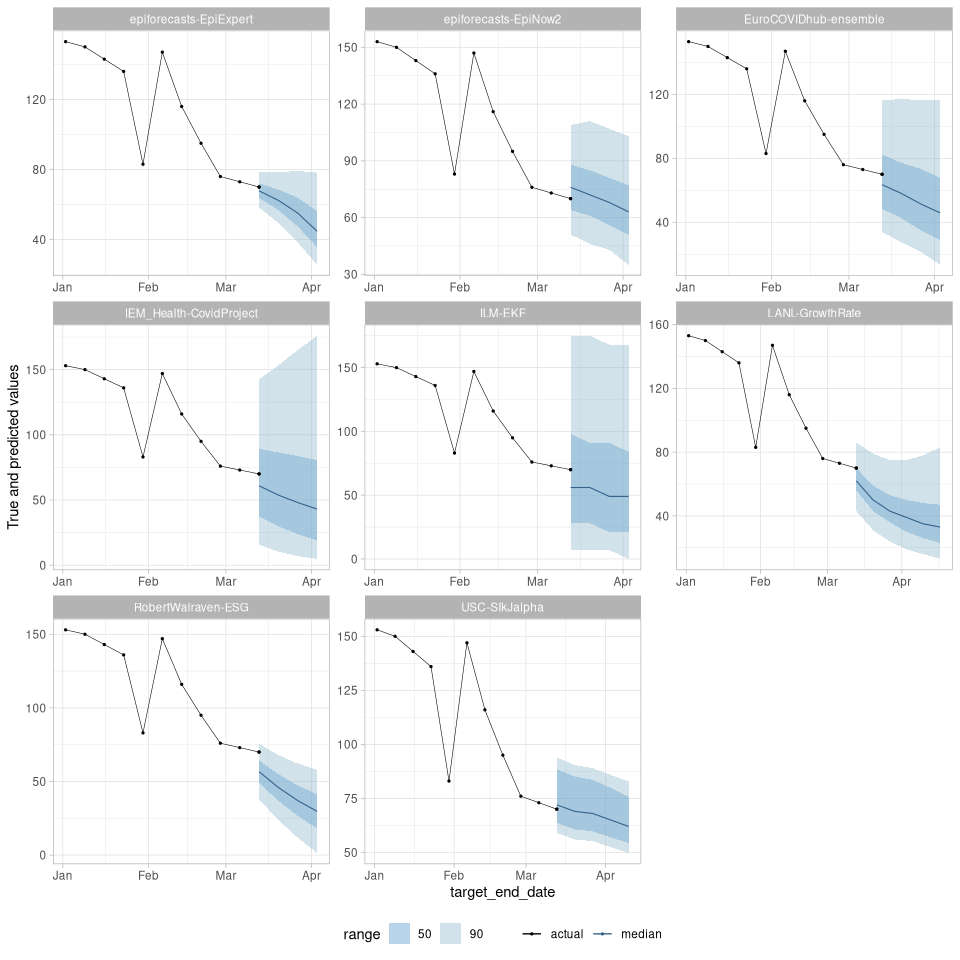 epiforecasts-EpiExpert
epiforecasts-EpiNow2
EuroCOVIDhub-ensemble
120
80
40
Jan Feb Mar Apr
150
120
90
60
30
Jan Feb Mar Apr
120
80
40
Jan Feb Mar Apr
True and predicted values
IEM_Health-CovidProject
ILM-EKF
LANL-GrowthRate
150
100
50
0
Jan Feb Mar Apr
150
100
50
0
Jan Feb Mar Apr
160
120
80
40
Jan Feb Mar Apr
RobertWalraven-ESG
USC-SIkJalpha
150
100
50
0
Jan Feb Mar Apr
150
125
100
75
50
Jan Feb Mar Apr
target_end_date
range 50 90 actual median